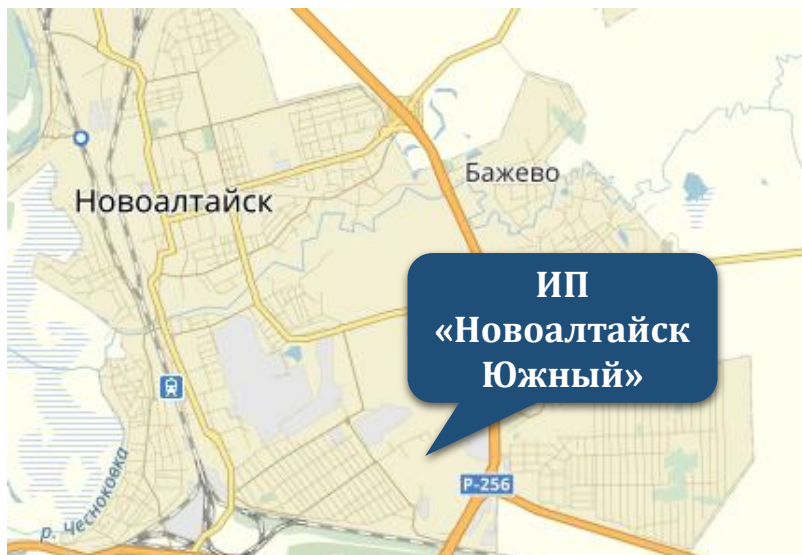 Бажево
Новоалтайск
ИП
«Новоалтайск
Южный»
Р-256
р. Чесноковка